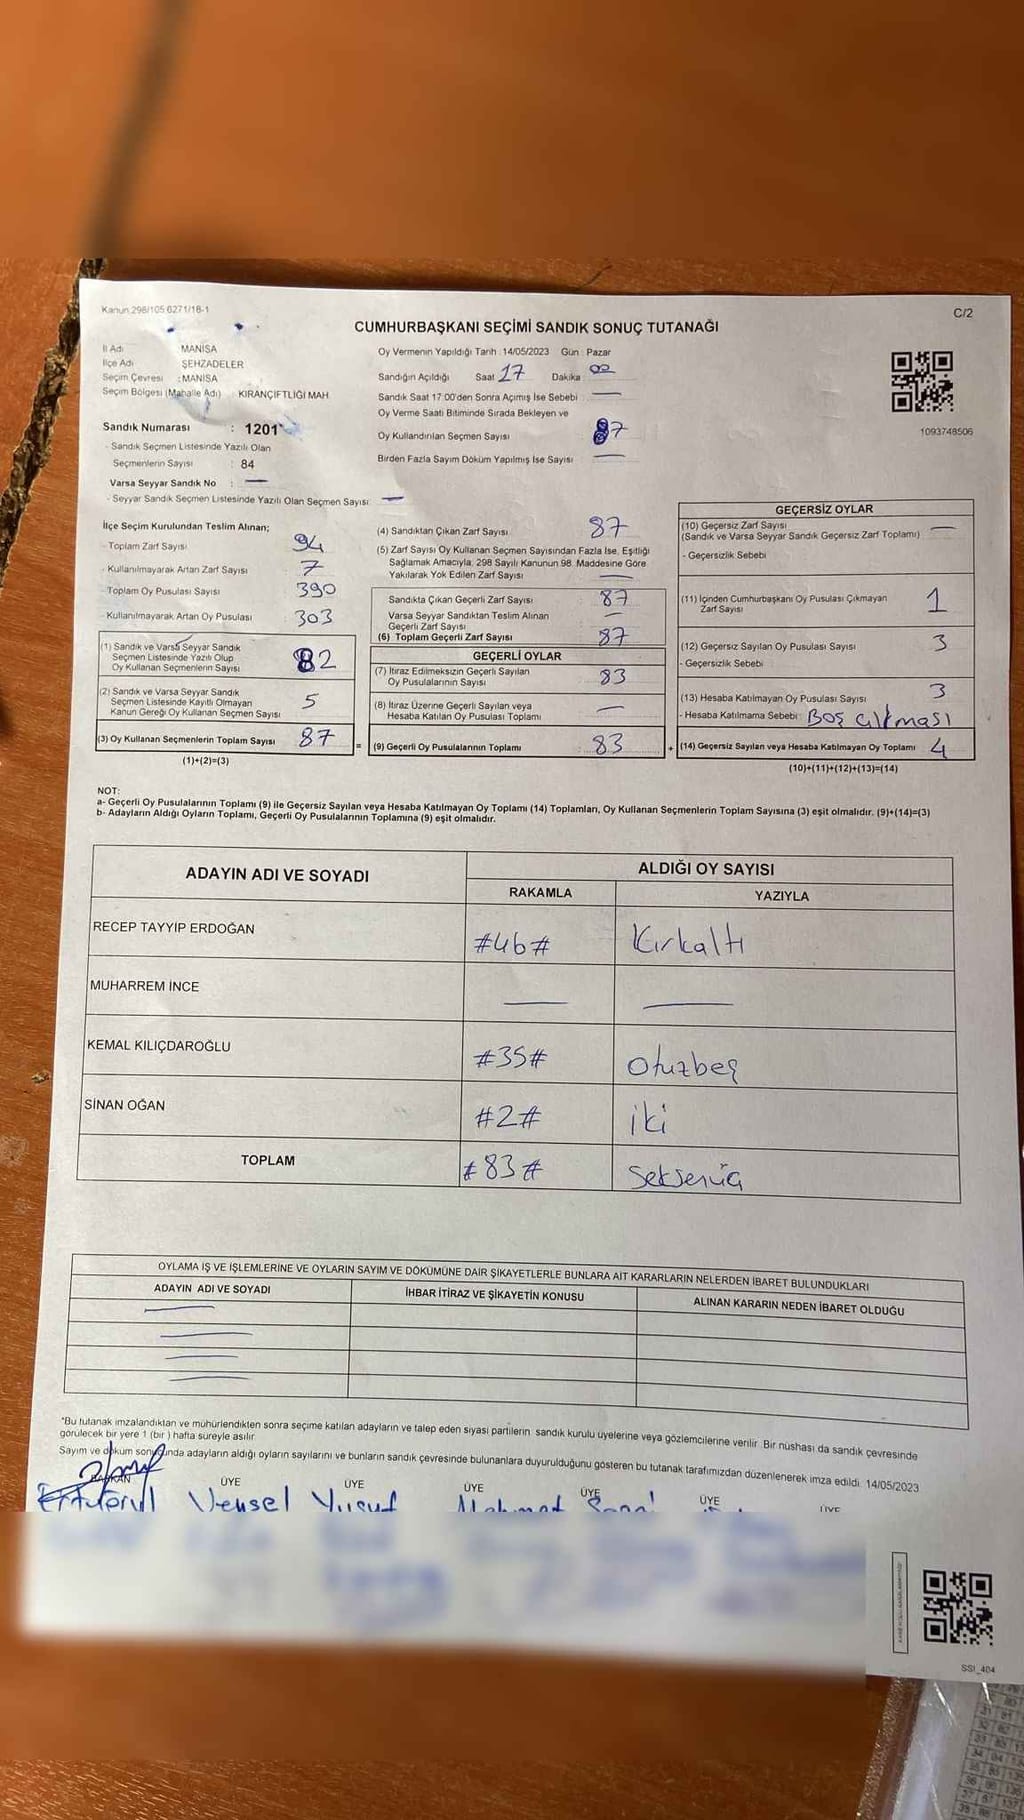 Kanun 298/105 6271/18-1
C/2
CUMHURBAŞKANI SEÇİMİ SANDIK SONUÇ TUTANAĞI
İl Adı : MANİSA
İlçe Adı : ŞEHZADELER
Seçim Çevresi : MANİSA
Seçim Bölgesi (Mahalle Adı) : KIRANÇİFTLİĞİ MAH
Sandık Numarası : 1201
- Sandık Seçmen Listesinde Yazılı Olan
Seçmenlerin Sayısı : 84
Varsa Seyyar Sandık No : —
- Seyyar Sandık Seçmen Listesinde Yazılı Olan Seçmen Sayısı: —
Oy Vermenin Yapıldığı Tarih : 14/05/2023 Gün : Pazar
Sandığın Açıldığı Saat 17 Dakika 02
Sandık Saat 17:00'den Sonra Açımış İse Sebebi —
Oy Verme Saati Bitiminde Sırada Bekleyen ve
Oy Kullandırılan Seçmen Sayısı 87
Birden Fazla Sayım Döküm Yapılmış İse Sayısı —
1093748506
İlçe Seçim Kurulundan Teslim Alınan;
- Toplam Zarf Sayısı 94
- Kullanılmayarak Artan Zarf Sayısı 7
- Toplam Oy Pusulası Sayısı 390
- Kullanılmayarak Artan Oy Pusulası 303
(1) Sandık ve Varsa Seyyar Sandık
Seçmen Listesinde Yazılı Olup
Oy Kullanan Seçmenlerin Sayısı 82
(2) Sandık ve Varsa Seyyar Sandık
Seçmen Listesinde Kayıtlı Olmayan
Kanun Gereği Oy Kullanan Seçmen Sayısı 5
(3) Oy Kullanan Seçmenlerin Toplam Sayısı 87 =
(1)+(2)=(3)
(4) Sandıktan Çıkan Zarf Sayısı 87
(5) Zarf Sayısı Oy Kullanan Seçmen Sayısından Fazla İse, Eşitliği
Sağlamak Amacıyla, 298 Sayılı Kanunun 98. Maddesine Göre
Yakılarak Yok Edilen Zarf Sayısı —
Sandıkta Çıkan Geçerli Zarf Sayısı 87
Varsa Seyyar Sandıktan Teslim Alınan
Geçerli Zarf Sayısı —
(6) Toplam Geçerli Zarf Sayısı 87
GEÇERLİ OYLAR
(7) İtiraz Edilmeksizin Geçerli Sayılan
Oy Pusulalarının Sayısı 83
(8) İtiraz Üzerine Geçerli Sayılan veya
Hesaba Katılan Oy Pusulası Toplamı —
(9) Geçerli Oy Pusulalarının Toplamı : 83 +
GEÇERSİZ OYLAR
(10) Geçersiz Zarf Sayısı —
(Sandık ve Varsa Seyyar Sandık Geçersiz Zarf Toplamı)
- Geçersizlik Sebebi
(11) İçinden Cumhurbaşkanı Oy Pusulası Çıkmayan
Zarf Sayısı 1
(12) Geçersiz Sayılan Oy Pusulası Sayısı 3
- Geçersizlik Sebebi
(13) Hesaba Katılmayan Oy Pusulası Sayısı 3
- Hesaba Katılmama Sebebi : Boş çıkması
(14) Geçersiz Sayılan veya Hesaba Katılmayan Oy Toplamı 4
(10)+(11)+(12)+(13)=(14)
NOT:
a- Geçerli Oy Pusulalarının Toplamı (9) ile Geçersiz Sayılan veya Hesaba Katılmayan Oy Toplamı (14) Toplamları, Oy Kullanan Seçmenlerin Toplam Sayısına (3) eşit olmalıdır. (9)+(14)=(3)
b- Adayların Aldığı Oyların Toplamı, Geçerli Oy Pusulalarının Toplamına (9) eşit olmalıdır.
ADAYIN ADI VE SOYADI
ALDIĞI OY SAYISI
RAKAMLA YAZIYLA
RECEP TAYYİP ERDOĞAN #46# Kırkaltı
MUHARREM İNCE — —
KEMAL KILIÇDAROĞLU #35# Otuzbeş
SİNAN OĞAN #2# iki
TOPLAM #83# Seksenüç
OYLAMA İŞ VE İŞLEMLERİNE VE OYLARIN SAYIM VE DÖKÜMÜNE DAİR ŞİKAYETLERLE BUNLARA AİT KARARLARIN NELERDEN İBARET BULUNDUKLARI
ADAYIN ADI VE SOYADI İHBAR İTİRAZ VE ŞİKAYETİN KONUSU ALINAN KARARIN NEDEN İBARET OLDUĞU
*Bu tutanak imzalandıktan ve mühürlendikten sonra seçime katılan adayların ve talep eden siyasi partilerin sandık kurulu üyelerine veya gözlemcilerine verilir. Bir nüshası da sandık çevresinde
görülecek bir yere 1 (bir ) hafta süreyle asılır.
Sayım ve döküm sonucunda adayların aldığı oyların sayılarını ve bunların sandık çevresinde bulunanlara duyurulduğunu gösteren bu tutanak tarafımızdan düzenlenerek imza edildi. 14/05/2023
BAŞKAN ÜYE ÜYE ÜYE ÜYE ÜYE ÜYE
Ertuğrul Veysel Yusuf Mehmet
SSI_404